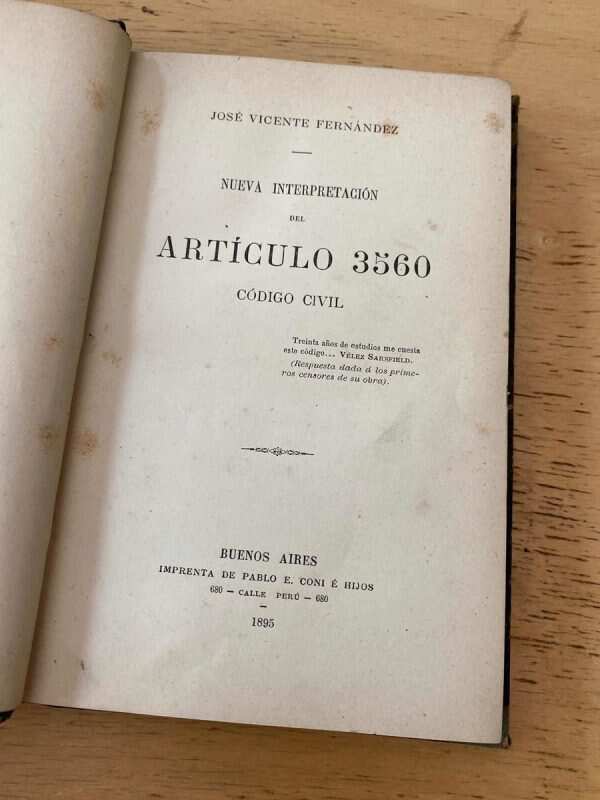 JOSÉ VICENTE FERNÁNDEZ
NUEVA INTERPRETACIÓN
DEL
ARTÍCULO 3560
CÓDIGO CIVIL
Treinta años de estudios me cuesta
este código... VÉLEZ SARSFIELD.
(Respuesta dada á los prime-
ros censores de su obra).
BUENOS AIRES
IMPRENTA DE PABLO E. CONI É HIJOS
680 — CALLE PERÚ — 680
1895